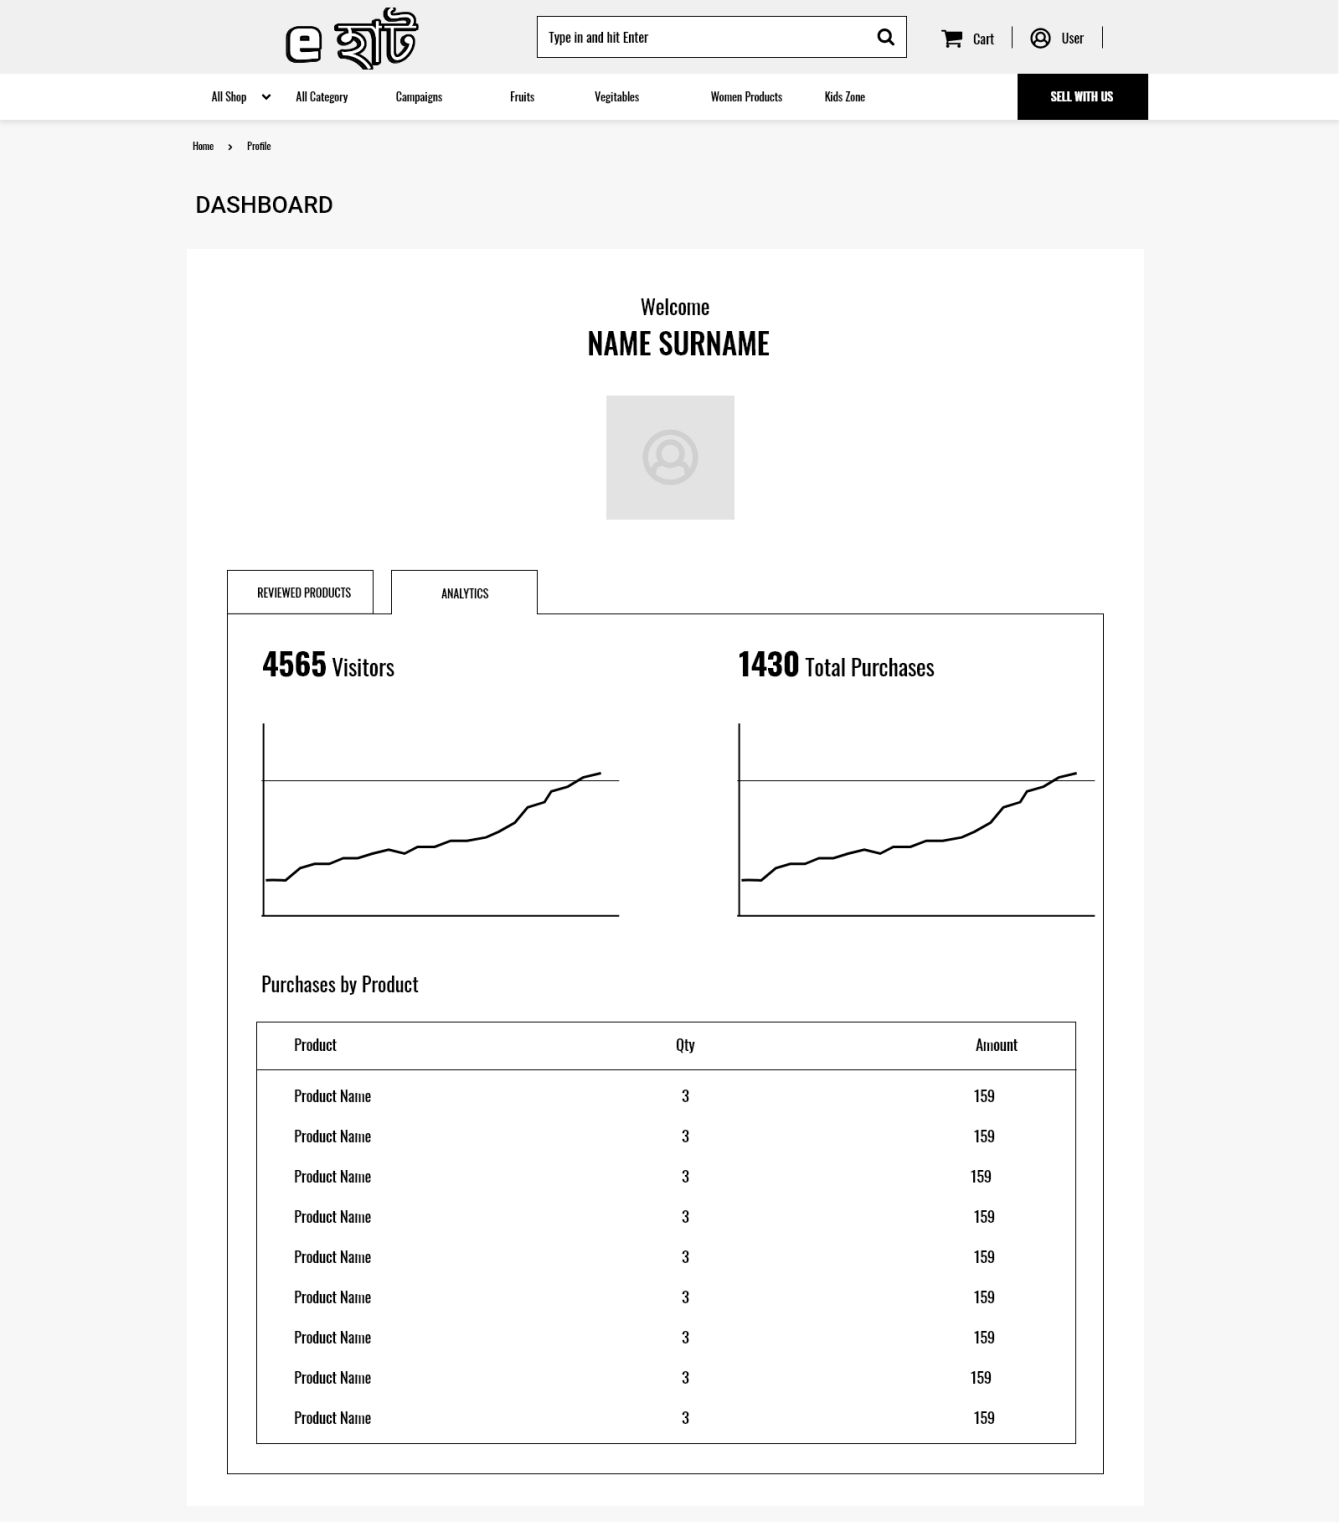 e হাট
Type in and hit Enter
Cart
User
All Shop
All Category
Campaigns
Fruits
Vegitables
Women Products
Kids Zone
SELL WITH US
Home
Profile
DASHBOARD
Welcome
NAME SURNAME
REVIEWED PRODUCTS
ANALYTICS
4565 Visitors
1430 Total Purchases
Purchases by Product
Product Qty Amount
Product Name 3 159
Product Name 3 159
Product Name 3 159
Product Name 3 159
Product Name 3 159
Product Name 3 159
Product Name 3 159
Product Name 3 159
Product Name 3 159